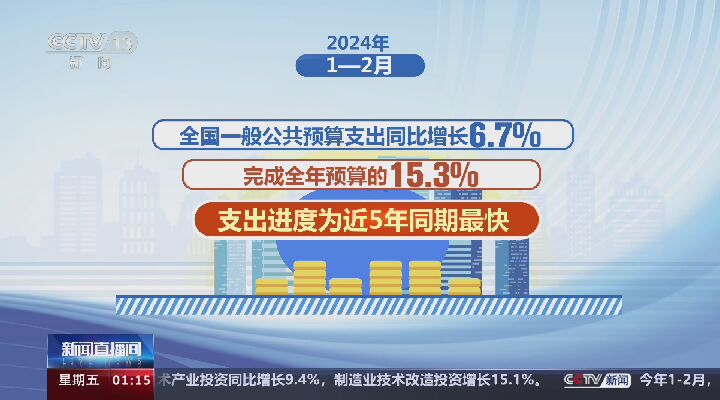 CCTV 13
新闻
2024年
1—2月
全国一般公共预算支出同比增长6.7%
完成全年预算的15.3%
支出进度为近5年同期最快
新闻直播间
星期五 01:15 术产业投资同比增长9.4%，制造业技术改造投资增长15.1%。 CCTV新闻 今年1-2月，